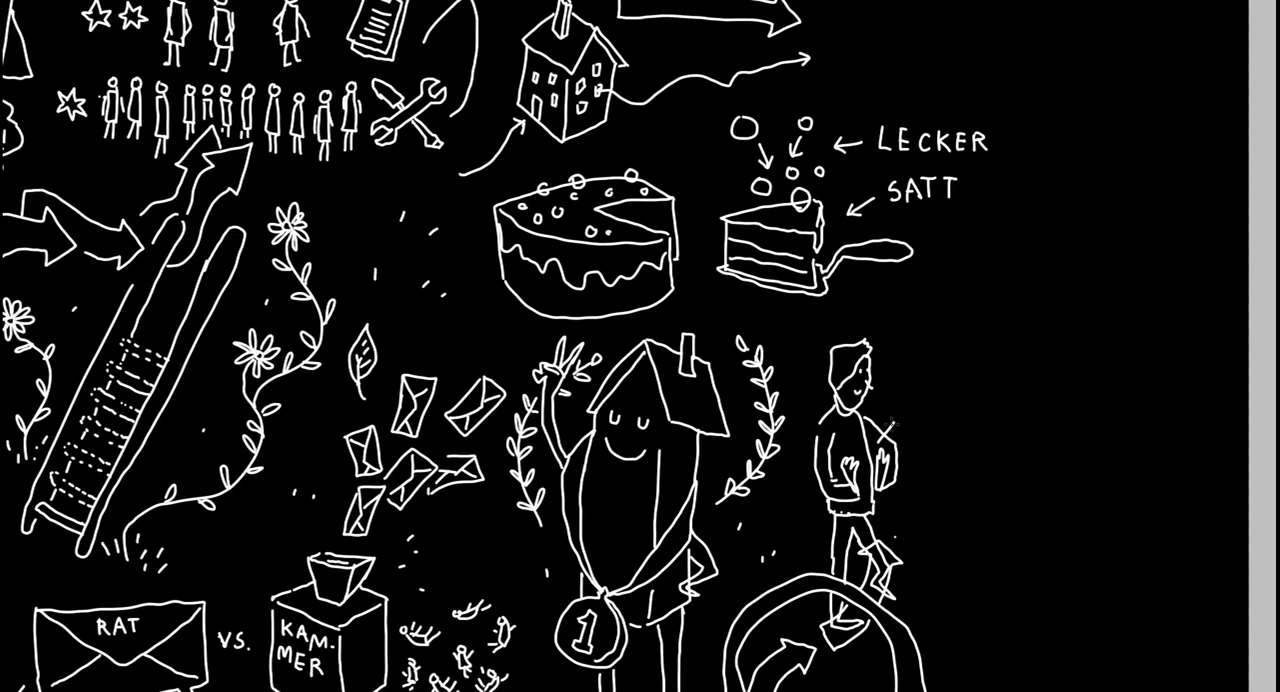 LECKER
SATT
RAT
VS.
KAM-
MER
1